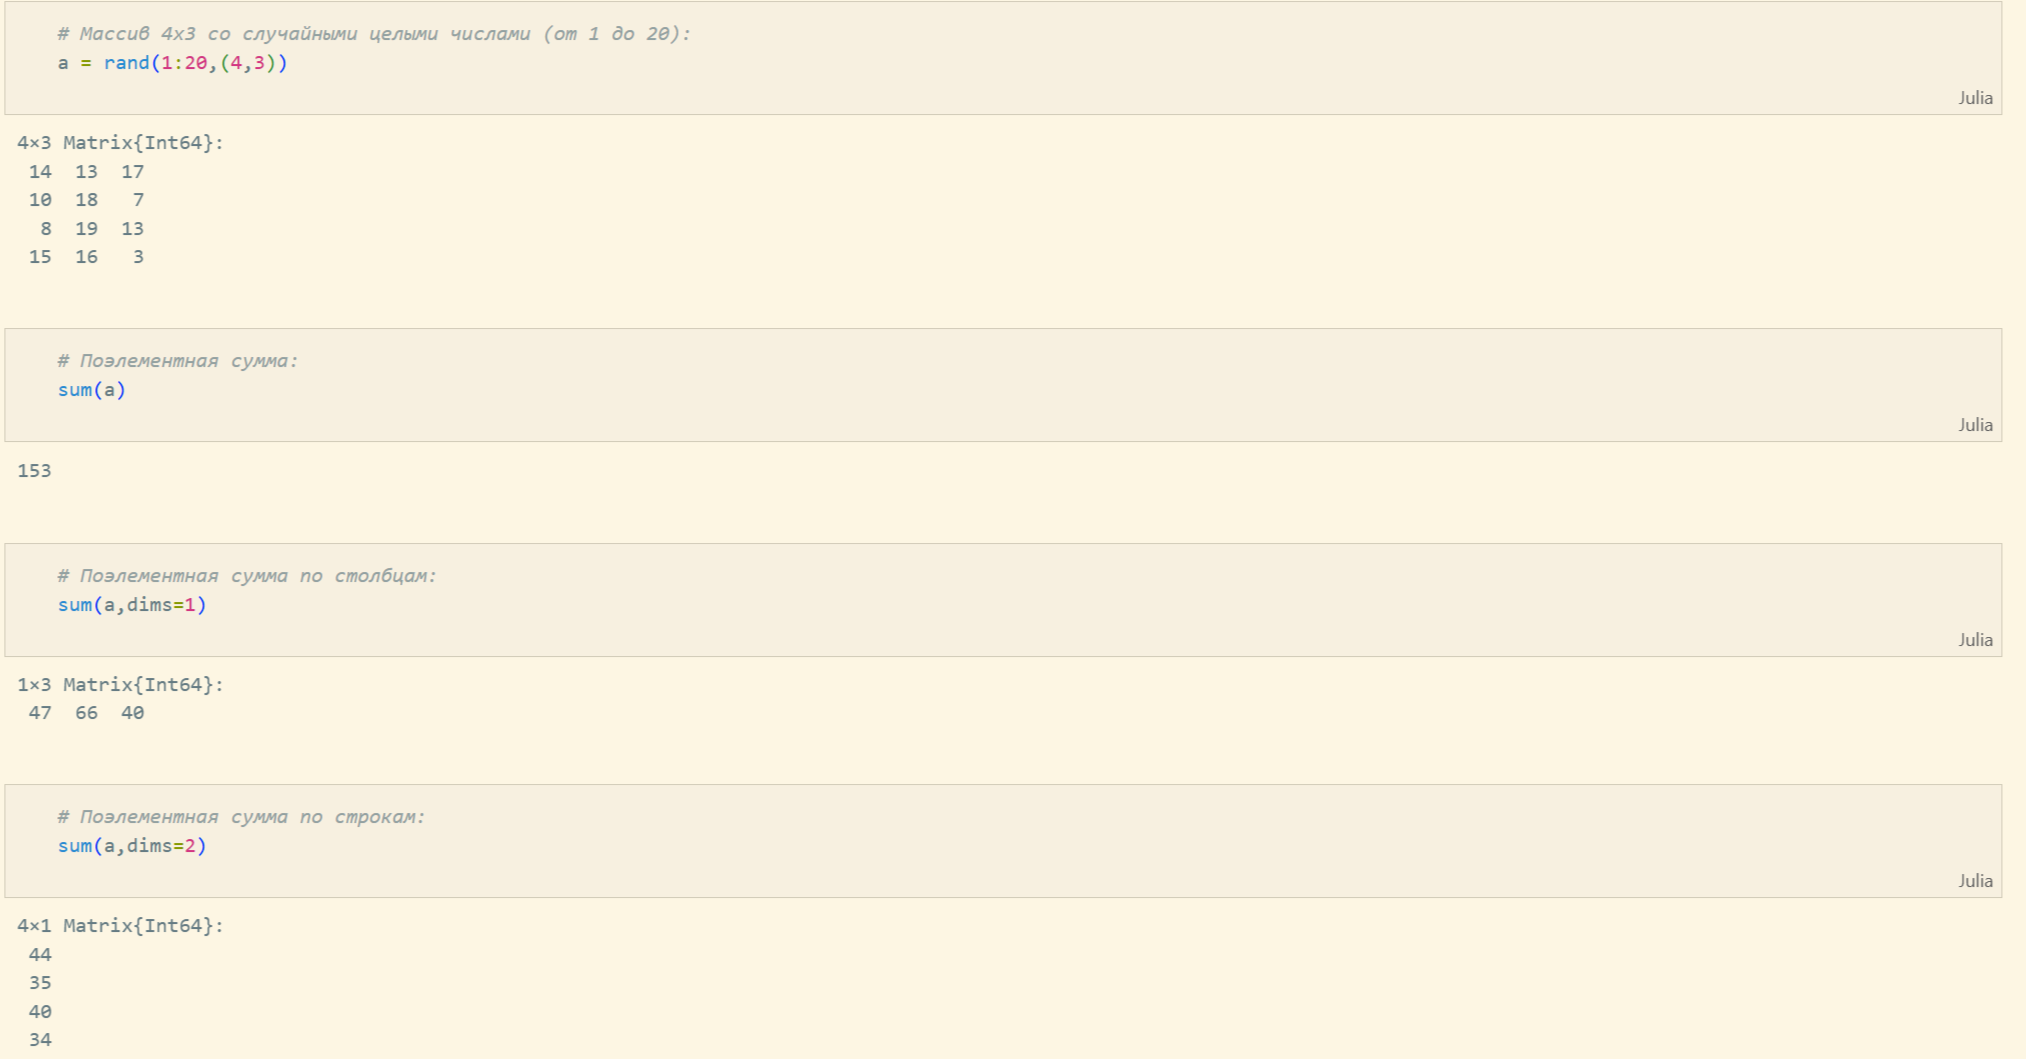 # Массив 4x3 со случайными целыми числами (от 1 до 20):
a = rand(1:20,(4,3))
Julia
4×3 Matrix{Int64}:
14  13  17
10  18   7
8  19  13
15  16   3
# Поэлементная сумма:
sum(a)
Julia
153
# Поэлементная сумма по столбцам:
sum(a,dims=1)
Julia
1×3 Matrix{Int64}:
47  66  40
# Поэлементная сумма по строкам:
sum(a,dims=2)
Julia
4×1 Matrix{Int64}:
44
35
40
34